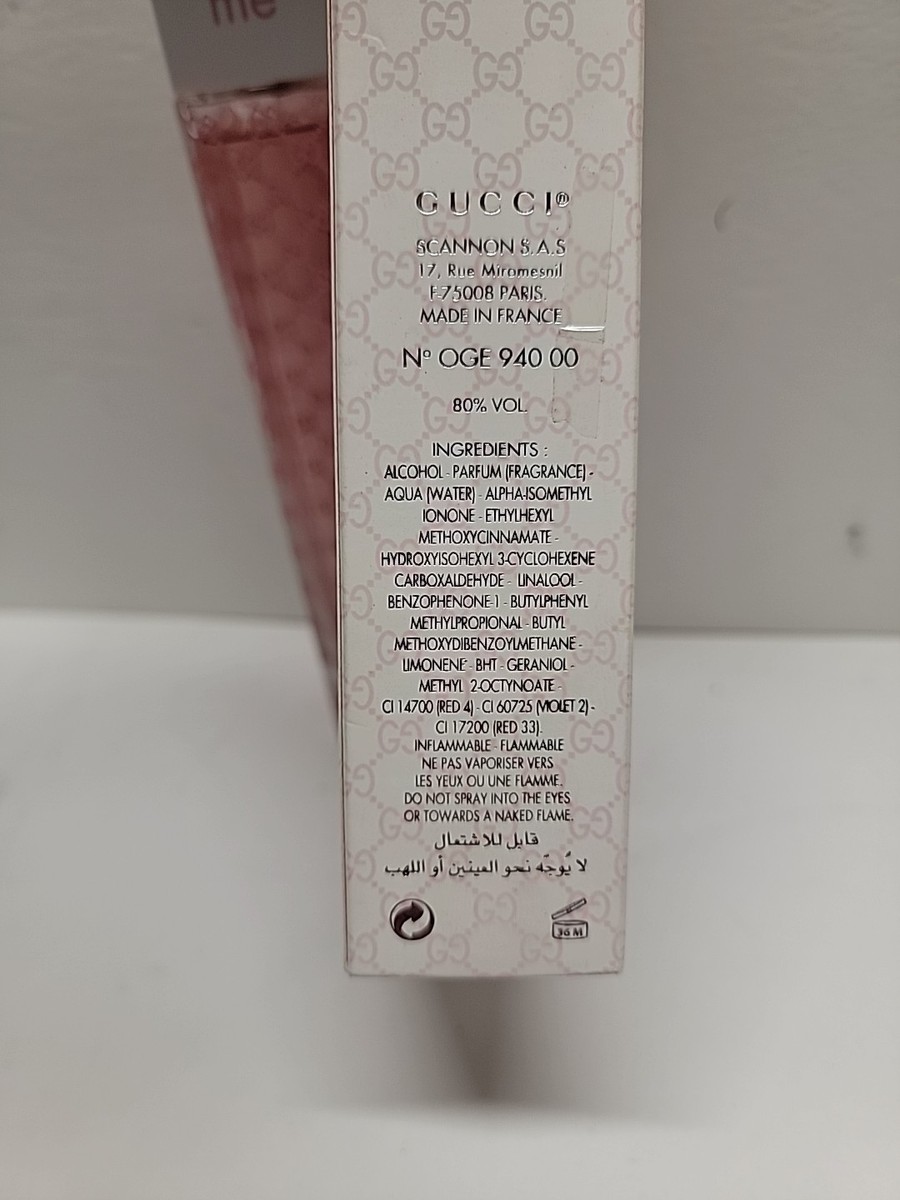 me
GUCCI®
SCANNON S.A.S
17, Rue Miromesnil
F-75008 PARIS.
MADE IN FRANCE
Nº OGE 940 00
80% VOL.
INGREDIENTS :
ALCOHOL - PARFUM (FRAGRANCE) -
AQUA (WATER) - ALPHA-ISOMETHYL
IONONE - ETHYLHEXYL
METHOXYCINNAMATE -
HYDROXYISOHEXYL 3-CYCLOHEXENE
CARBOXALDEHYDE - LINALOOL -
BENZOPHENONE-1 - BUTYLPHENYL
METHYLPROPIONAL - BUTYL
METHOXYDIBENZOYLMETHANE -
LIMONENE - BHT - GERANIOL -
METHYL 2-OCTYNOATE -
CI 14700 (RED 4) - CI 60725 (VIOLET 2) -
CI 17200 (RED 33).
INFLAMMABLE - FLAMMABLE
NE PAS VAPORISER VERS
LES YEUX OU UNE FLAMME.
DO NOT SPRAY INTO THE EYES
OR TOWARDS A NAKED FLAME.
قابل للاشتعال
لا يُوجّه نحو العينين أو اللهب
36 M